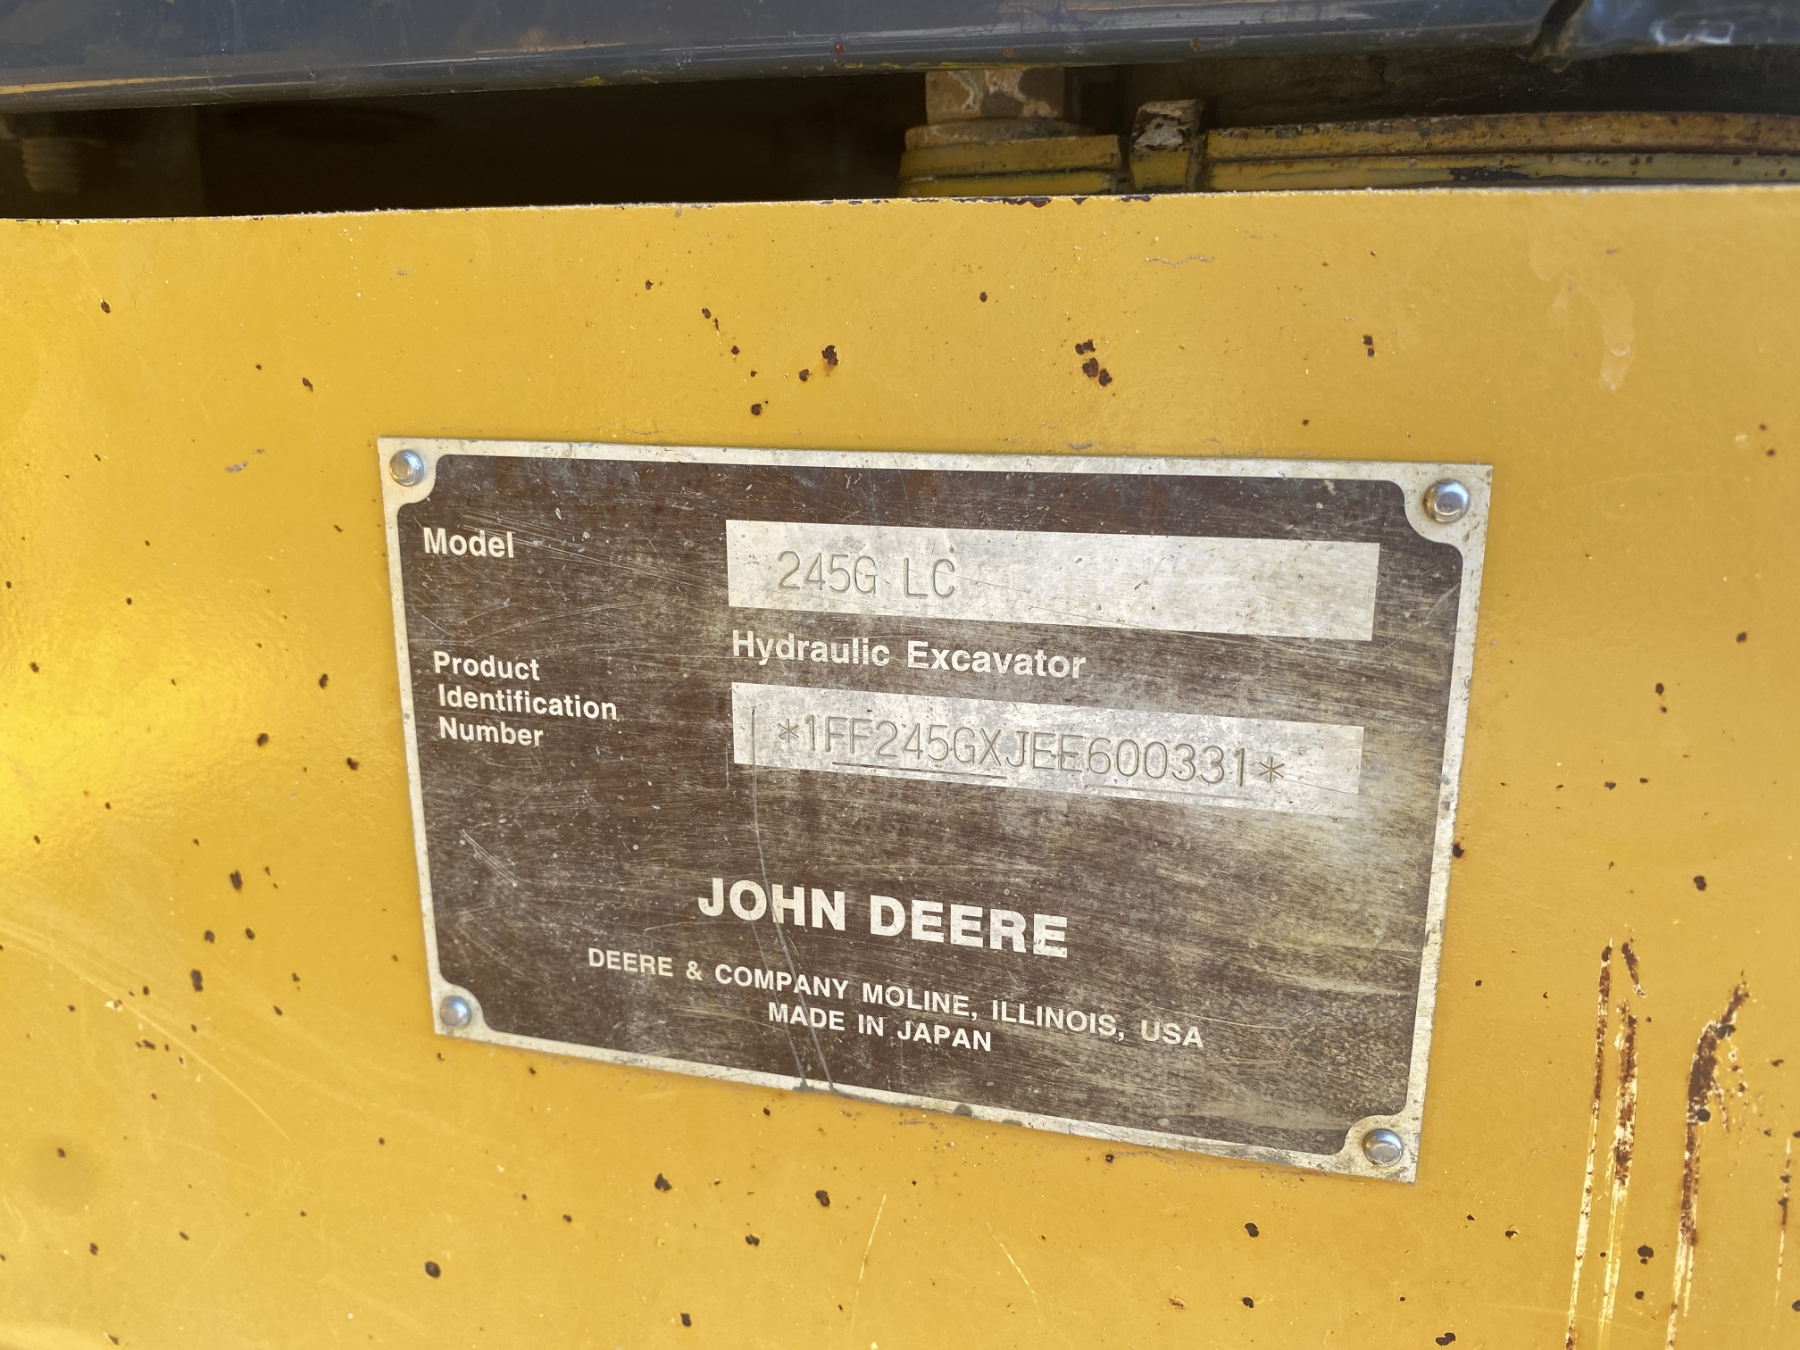 Model
245G LC
Hydraulic Excavator
Product
Identification
Number
*1FF245GXJEE600331*
JOHN DEERE
DEERE & COMPANY MOLINE, ILLINOIS, USA
MADE IN JAPAN